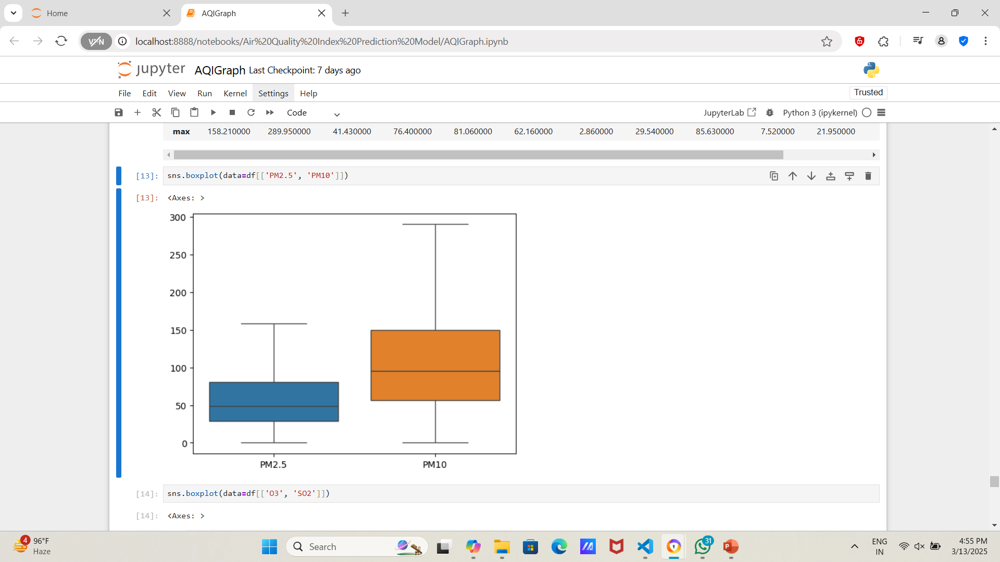 Home
AQIGraph
VPN
localhost:8888/notebooks/Air%20Quality%20Index%20Prediction%20Model/AQIGraph.ipynb
jupyter AQIGraph Last Checkpoint: 7 days ago
File Edit View Run Kernel Settings Help
Trusted
Code
JupyterLab Python 3 (ipykernel)
max 158.210000 289.950000 41.430000 76.400000 81.060000 62.160000 2.860000 29.540000 85.630000 7.520000 21.950000
[13]: sns.boxplot(data=df[['PM2.5', 'PM10']])
[13]: <Axes: >
300
250
200
150
100
50
0
PM2.5 PM10
[14]: sns.boxplot(data=df[['O3', 'SO2']])
[14]: <Axes: >
4
96°F
Haze
Search
31
P
ENG
IN
4:55 PM
3/13/2025